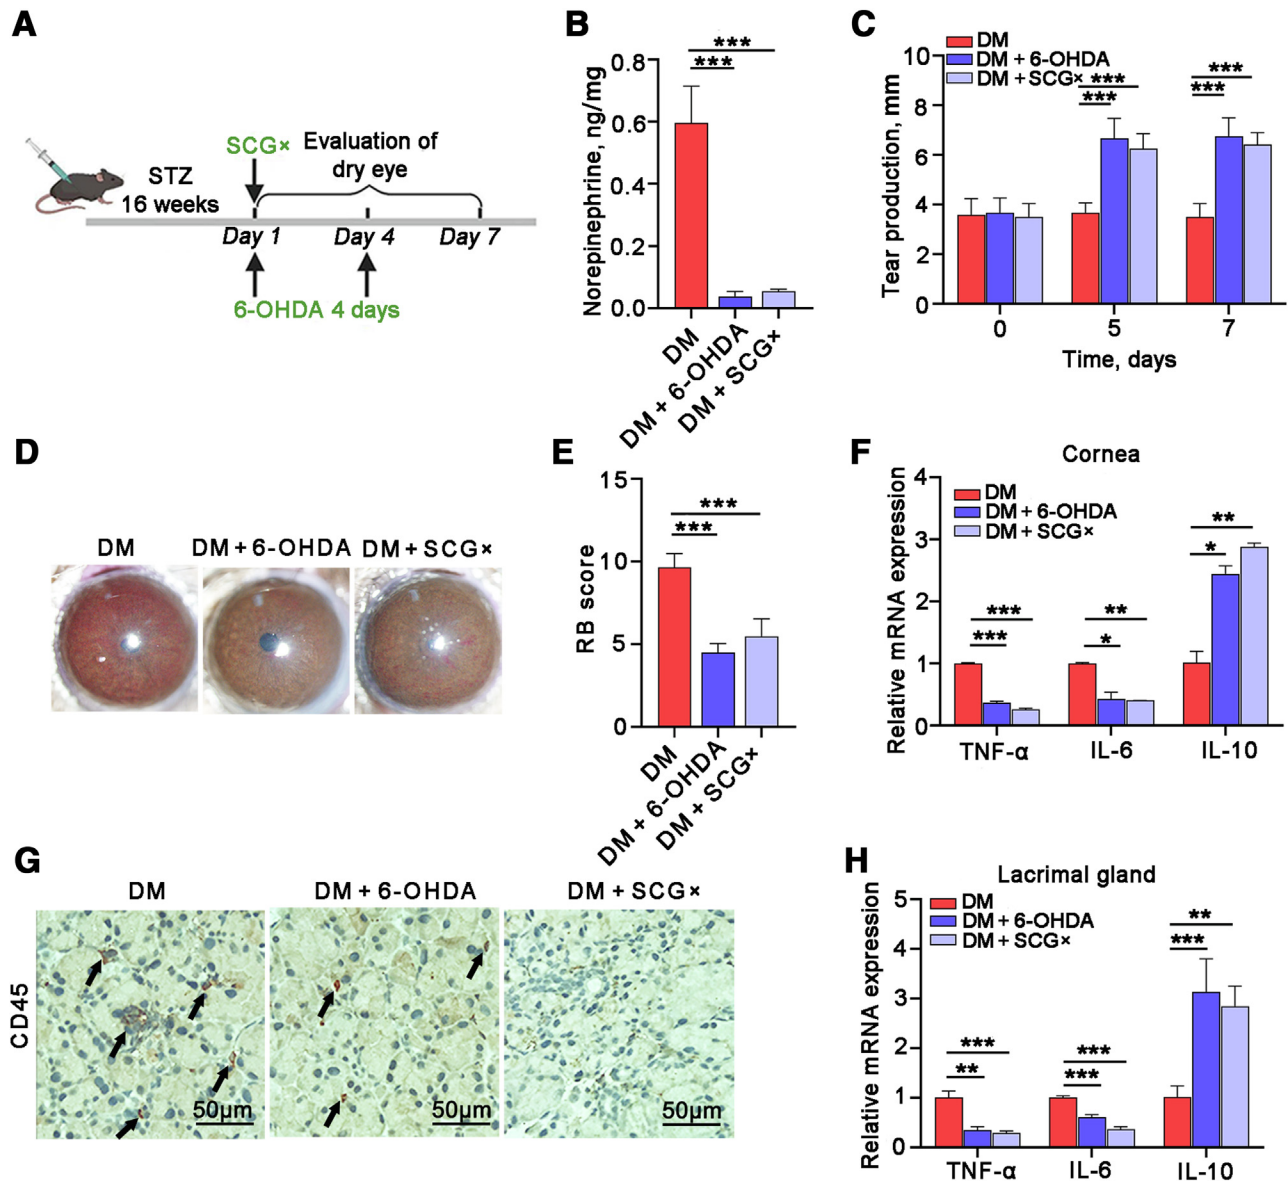 A
STZ
16 weeks
SCG×
Evaluation of
dry eye
Day 1
Day 4
Day 7
6-OHDA 4 days
B
Norepinephrine, ng/mg
0.8
0.6
0.4
0.2
0.0
***
***
DM
DM + 6-OHDA
DM + SCG×
C
DM
DM + 6-OHDA
DM + SCG×
Tear production, mm
10
8
6
4
2
0
***
***
***
***
0
5
7
Time, days
D
DM
DM + 6-OHDA
DM + SCG×
E
RB score
15
10
5
0
***
***
DM
DM + 6-OHDA
DM + SCG×
F
Cornea
DM
DM + 6-OHDA
DM + SCG×
Relative mRNA expression
4
3
2
1
0
***
***
**
*
**
*
TNF-α
IL-6
IL-10
G
DM
DM + 6-OHDA
DM + SCG×
CD45
50μm
50μm
50μm
H
Lacrimal gland
DM
DM + 6-OHDA
DM + SCG×
Relative mRNA expression
5
4
3
2
1
0
***
**
***
***
**
***
TNF-α
IL-6
IL-10